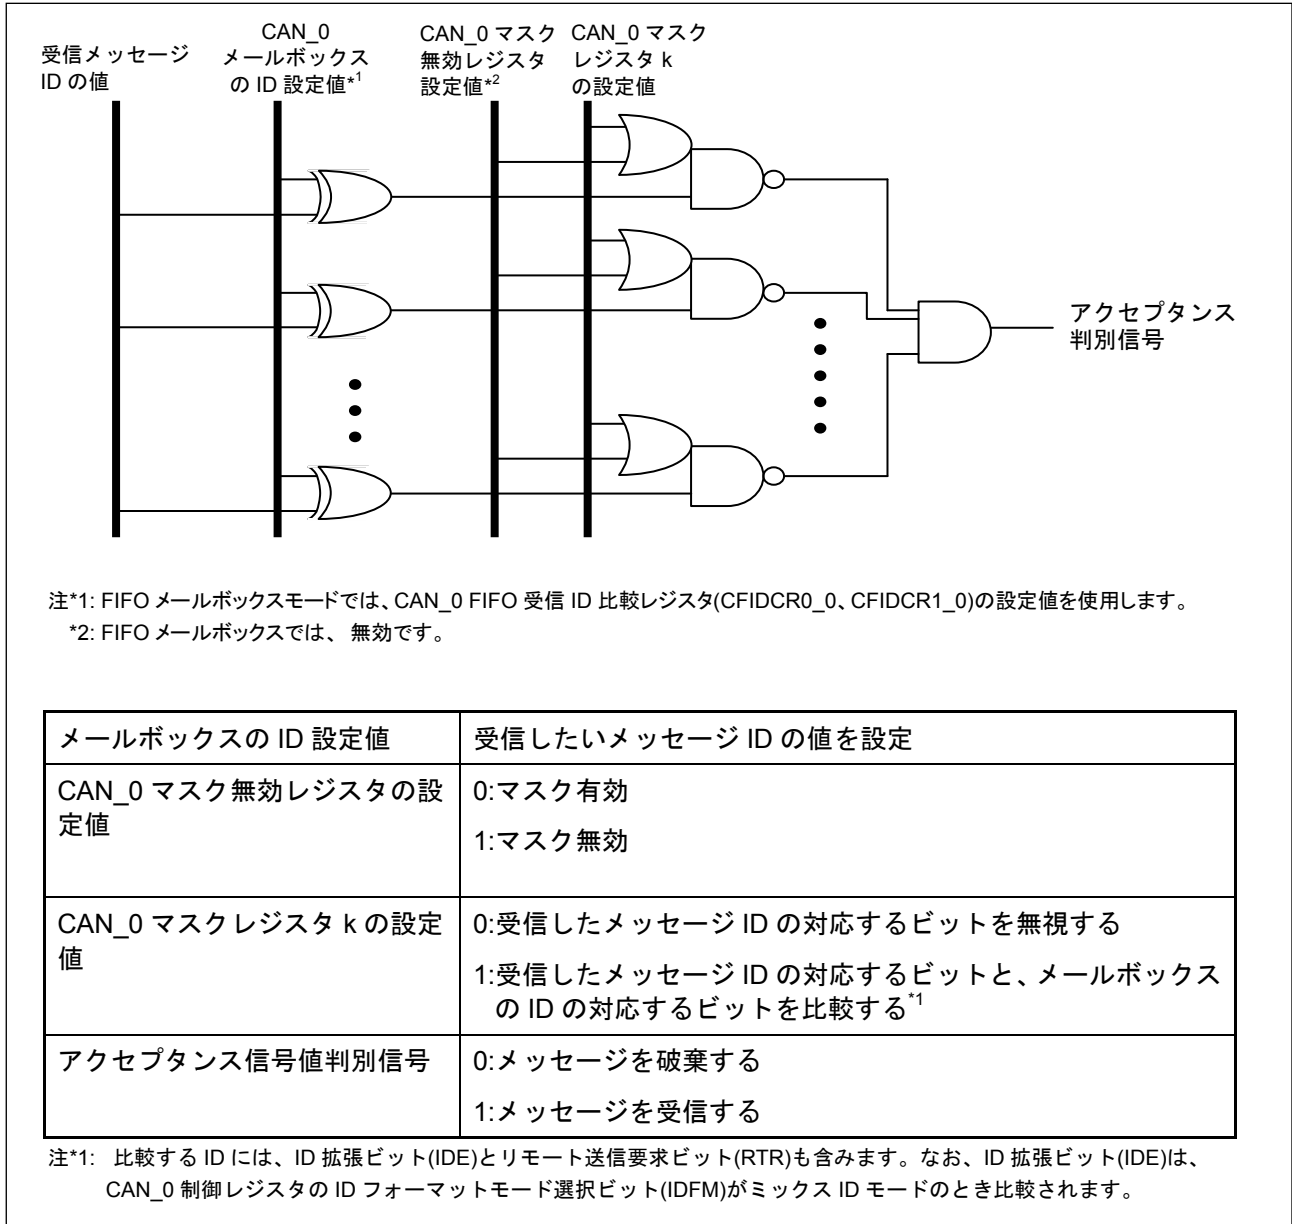 受信メッセージ
ID の値
CAN_0
メールボックス
の ID 設定値*1
CAN_0 マスク
無効レジスタ
設定値*2
CAN_0 マスク
レジスタ k
の設定値
アクセプタンス
判別信号
注*1: FIFO メールボックスモードでは、CAN_0 FIFO 受信 ID 比較レジスタ(CFIDCR0_0、CFIDCR1_0)の設定値を使用します。
*2: FIFO メールボックスでは、 無効です。
メールボックスの ID 設定値
受信したいメッセージ ID の値を設定
CAN_0 マスク無効レジスタの設
定値
0:マスク有効
1:マスク無効
CAN_0 マスクレジスタ k の設定
値
0:受信したメッセージ ID の対応するビットを無視する
1:受信したメッセージ ID の対応するビットと、メールボックス
の ID の対応するビットを比較する*1
アクセプタンス信号値判別信号
0:メッセージを破棄する
1:メッセージを受信する
注*1: 比較する ID には、ID 拡張ビット(IDE)とリモート送信要求ビット(RTR)も含みます。なお、ID 拡張ビット(IDE)は、
CAN_0 制御レジスタの ID フォーマットモード選択ビット(IDFM)がミックス ID モードのとき比較されます。